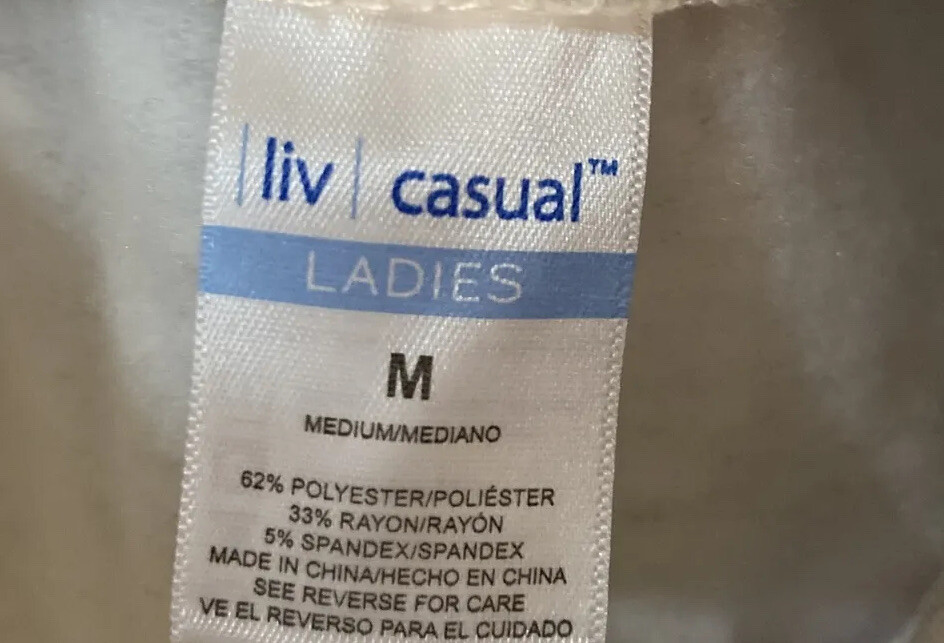 |liv| casual™
LADIES
M
MEDIUM/MEDIANO
62% POLYESTER/POLIÉSTER
33% RAYON/RAYÓN
5% SPANDEX/SPANDEX
MADE IN CHINA/HECHO EN CHINA
SEE REVERSE FOR CARE
VE EL REVERSO PARA EL CUIDADO